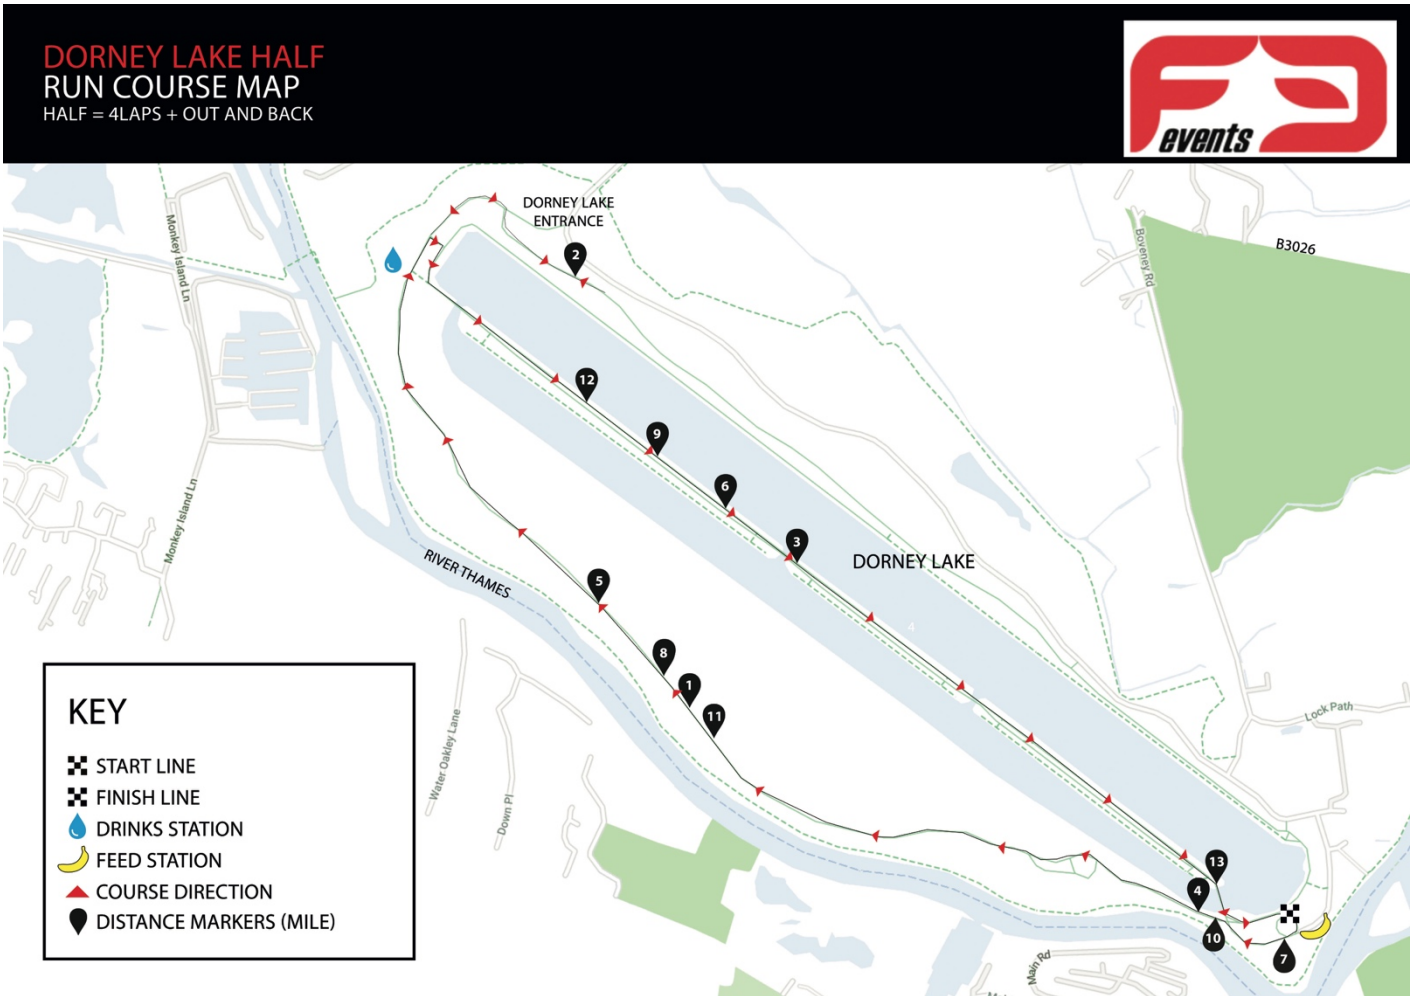 DORNEY LAKE HALF
RUN COURSE MAP
HALF = 4LAPS + OUT AND BACK
events
DORNEY LAKE
ENTRANCE
B3026
Monkey Island Ln
Boveney Rd
2
12
9
6
3
DORNEY LAKE
Monkey Island Ln
RIVER THAMES
5
4
8
1
11
Water Oakley Lane
Down Pl
Lock Path
KEY
START LINE
FINISH LINE
DRINKS STATION
FEED STATION
COURSE DIRECTION
DISTANCE MARKERS (MILE)
13
4
10
7
Main Rd